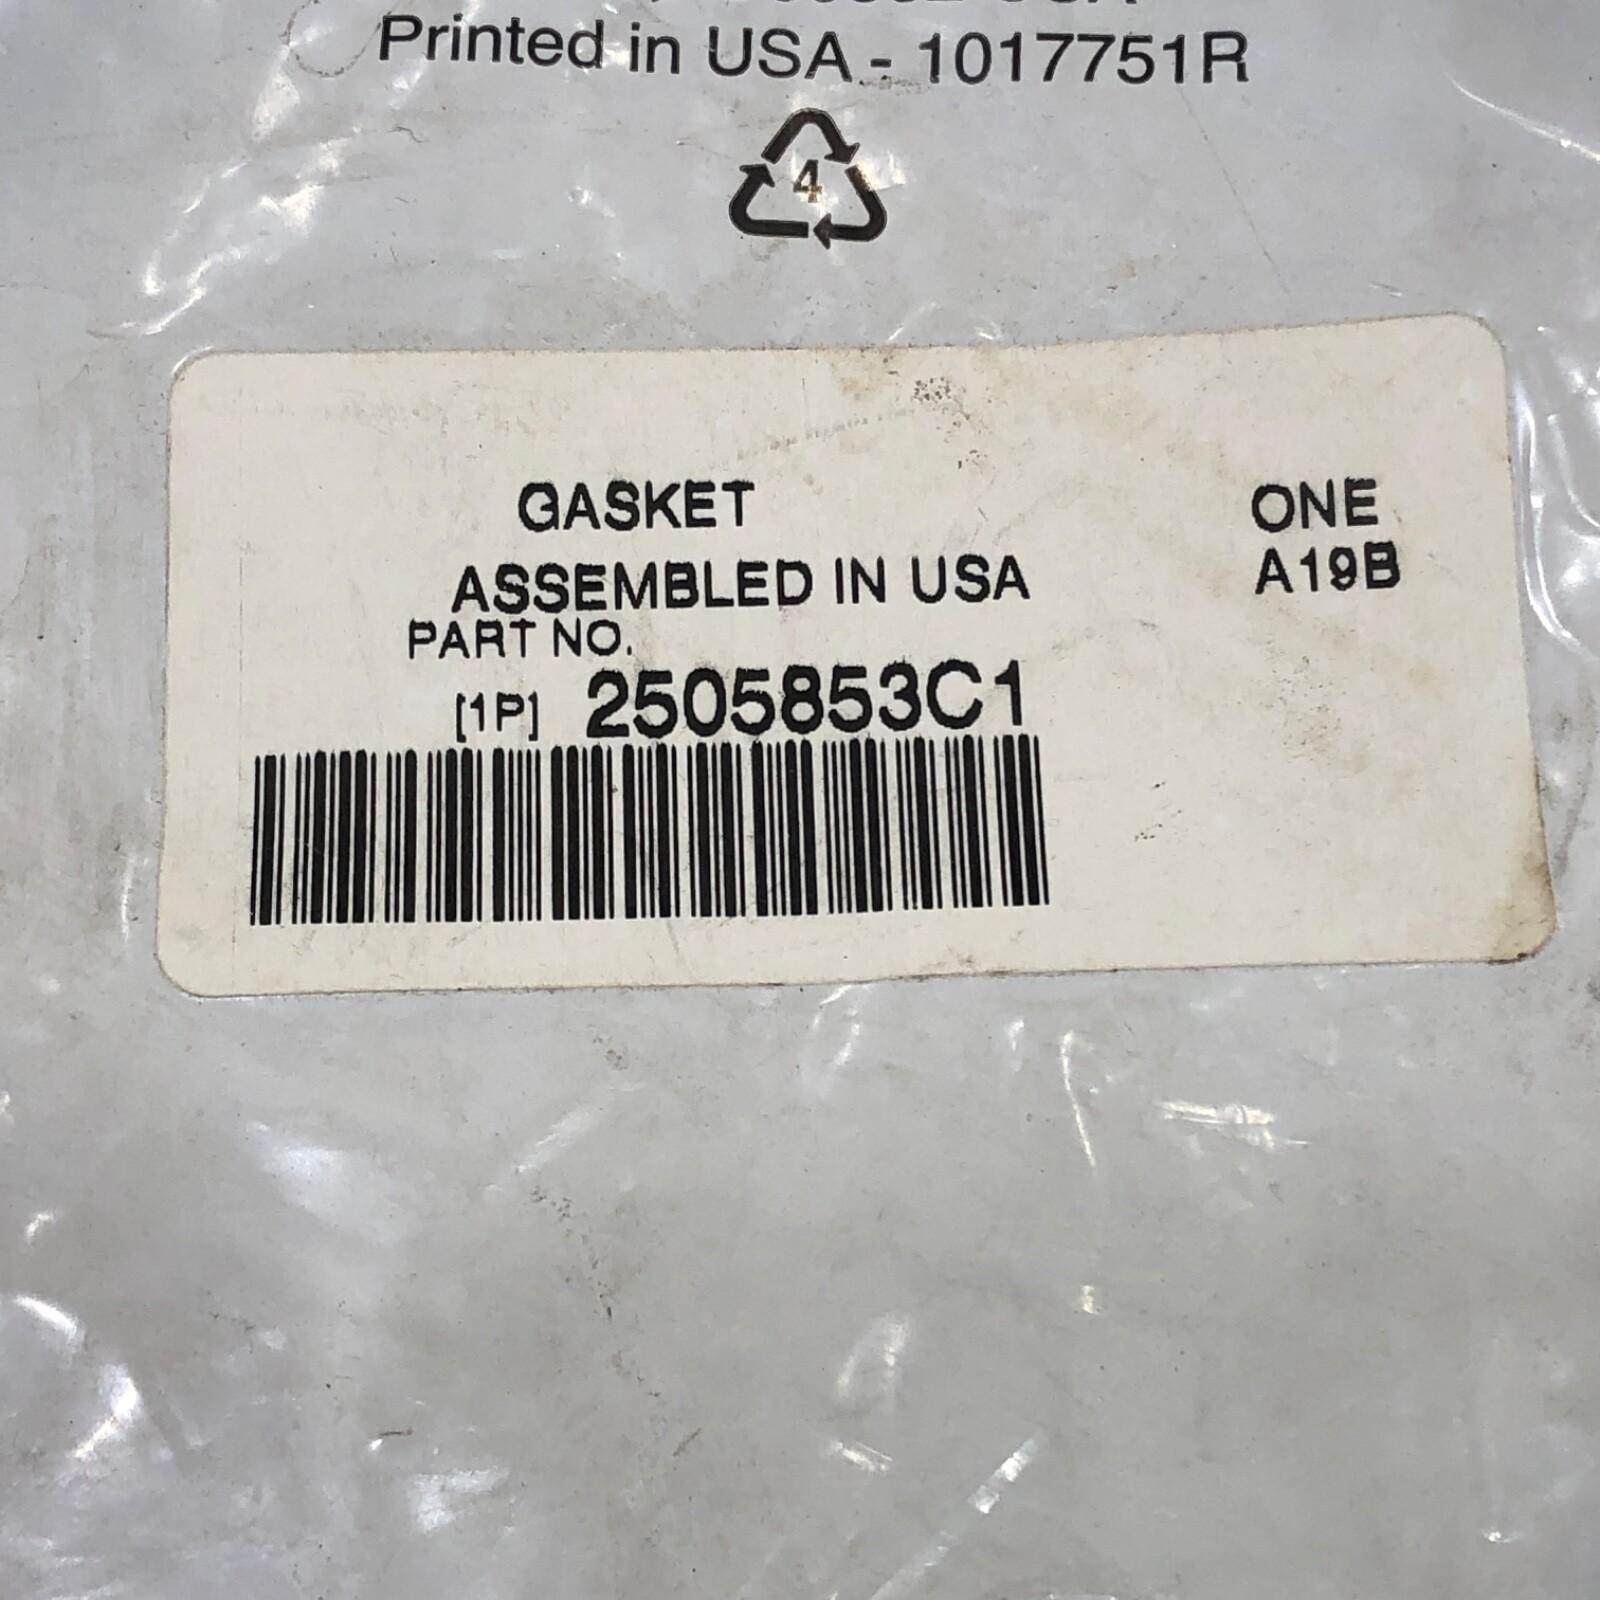 Printed in USA - 1017751R
4
GASKET
ONE
ASSEMBLED IN USA
A19B
PART NO.
[1P] 2505853C1